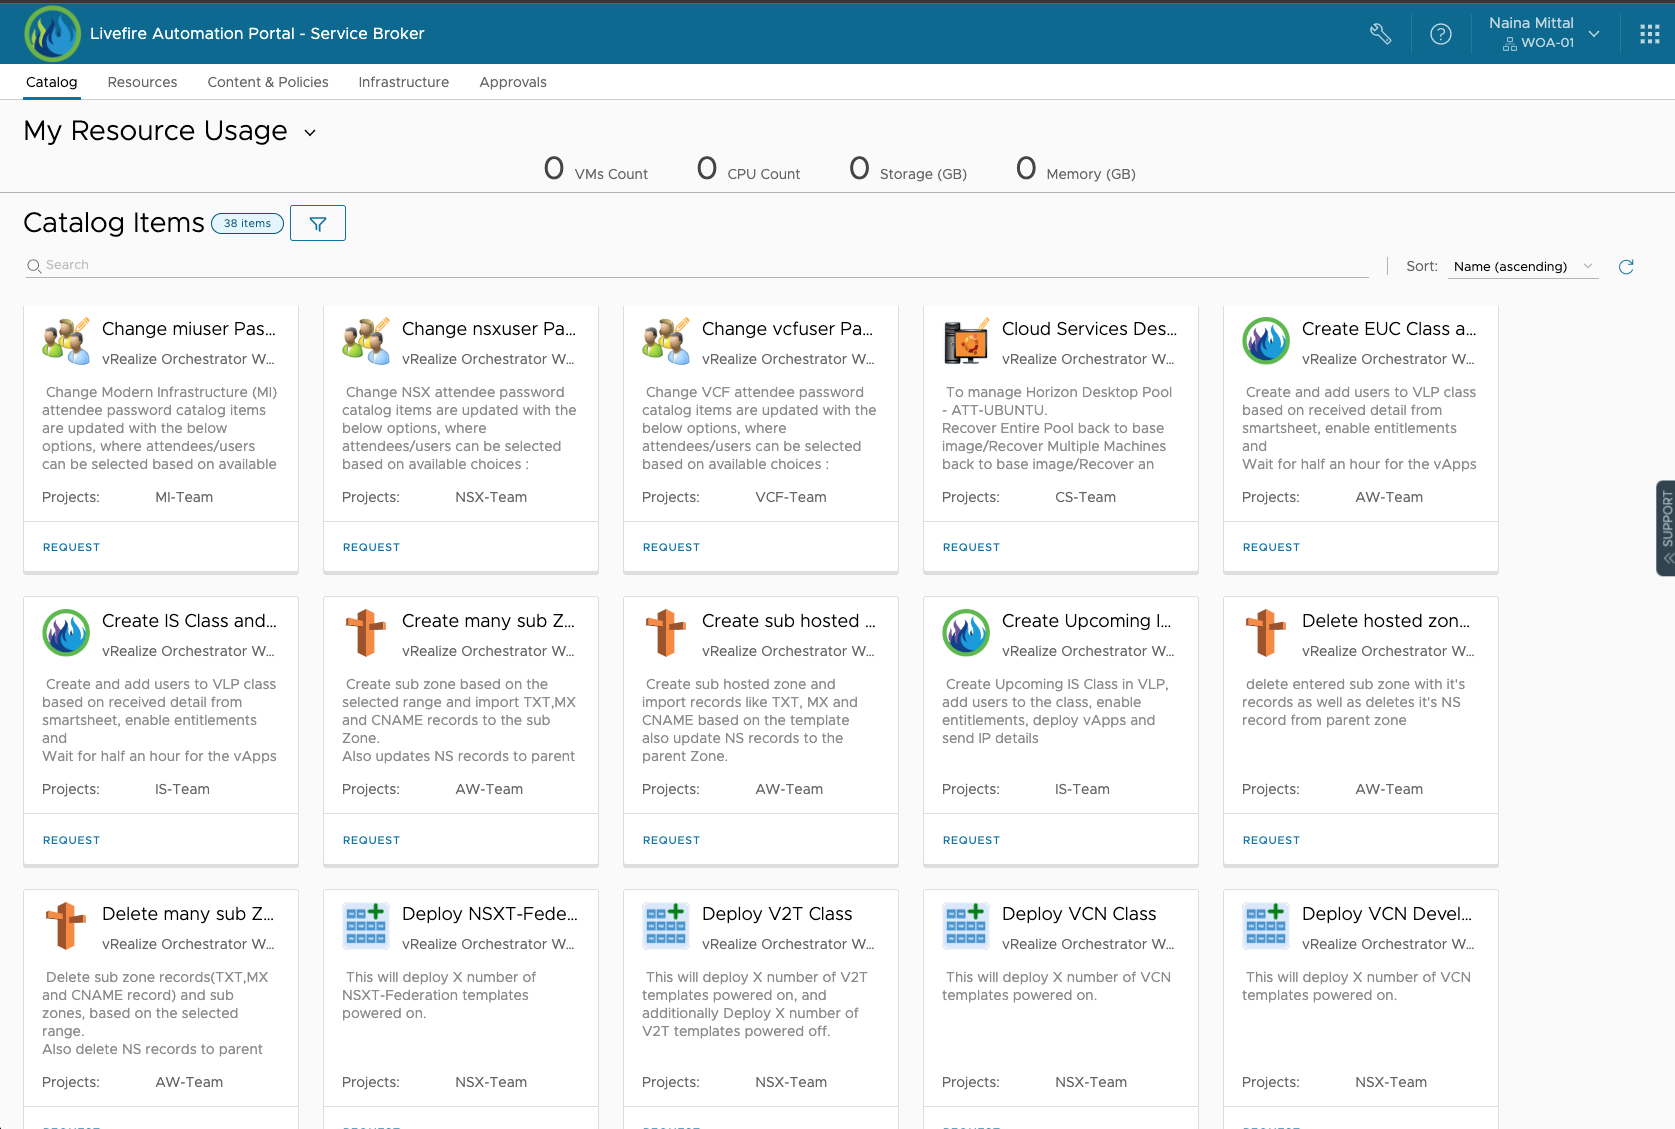 Livefire Automation Portal - Service Broker
Naina Mittal
WOA-01
Catalog
Resources
Content & Policies
Infrastructure
Approvals
My Resource Usage
0 VMs Count
0 CPU Count
0 Storage (GB)
0 Memory (GB)
Catalog Items
38 items
Search
Sort:
Name (ascending)
SUPPORT
Change miuser Pas...
vRealize Orchestrator W...
Change Modern Infrastructure (MI)
attendee password catalog items
are updated with the below
options, where attendees/users
can be selected based on available
Projects: MI-Team
REQUEST
Change nsxuser Pa...
vRealize Orchestrator W...
Change NSX attendee password
catalog items are updated with the
below options, where
attendees/users can be selected
based on available choices :
Projects: NSX-Team
REQUEST
Change vcfuser Pa...
vRealize Orchestrator W...
Change VCF attendee password
catalog items are updated with the
below options, where
attendees/users can be selected
based on available choices :
Projects: VCF-Team
REQUEST
Cloud Services Des...
vRealize Orchestrator W...
To manage Horizon Desktop Pool
- ATT-UBUNTU.
Recover Entire Pool back to base
image/Recover Multiple Machines
back to base image/Recover an
Projects: CS-Team
REQUEST
Create EUC Class a...
vRealize Orchestrator W...
Create and add users to VLP class
based on received detail from
smartsheet, enable entitlements
and
Wait for half an hour for the vApps
Projects: AW-Team
REQUEST
Create IS Class and...
vRealize Orchestrator W...
Create and add users to VLP class
based on received detail from
smartsheet, enable entitlements
and
Wait for half an hour for the vApps
Projects: IS-Team
REQUEST
Create many sub Z...
vRealize Orchestrator W...
Create sub zone based on the
selected range and import TXT,MX
and CNAME records to the sub
Zone.
Also updates NS records to parent
Projects: AW-Team
REQUEST
Create sub hosted ...
vRealize Orchestrator W...
Create sub hosted zone and
import records like TXT, MX and
CNAME based on the template
also update NS records to the
parent Zone.
Projects: AW-Team
REQUEST
Create Upcoming I...
vRealize Orchestrator W...
Create Upcoming IS Class in VLP,
add users to the class, enable
entitlements, deploy vApps and
send IP details
Projects: IS-Team
REQUEST
Delete hosted zon...
vRealize Orchestrator W...
delete entered sub zone with it's
records as well as deletes it's NS
record from parent zone
Projects: AW-Team
REQUEST
Delete many sub Z...
vRealize Orchestrator W...
Delete sub zone records(TXT,MX
and CNAME record) and sub
zones, based on the selected
range.
Also delete NS records to parent
Projects: AW-Team
Deploy NSXT-Fede...
vRealize Orchestrator W...
This will deploy X number of
NSXT-Federation templates
powered on.
Projects: NSX-Team
Deploy V2T Class
vRealize Orchestrator W...
This will deploy X number of V2T
templates powered on, and
additionally Deploy X number of
V2T templates powered off.
Projects: NSX-Team
Deploy VCN Class
vRealize Orchestrator W...
This will deploy X number of VCN
templates powered on.
Projects: NSX-Team
Deploy VCN Devel...
vRealize Orchestrator W...
This will deploy X number of VCN
templates powered on.
Projects: NSX-Team